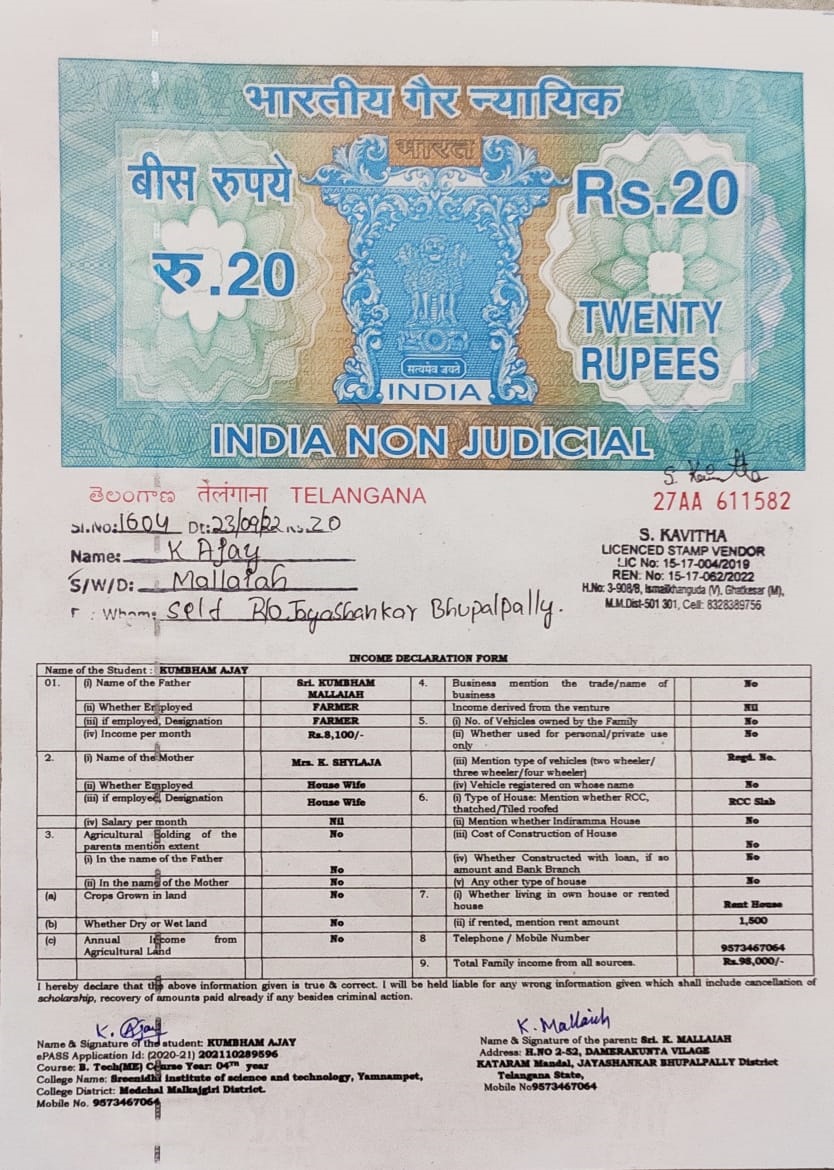 भारतीय गैर न्यायिक
भारत
बीस रुपये
Rs.20
रु.20
TWENTY
RUPEES
सत्यमेव जयते
INDIA
INDIA NON JUDICIAL
తెలంగాణ तेलंगाना TELANGANA
27AA 611582
Sl.No:1604 Dt:23/09/22 Rs.20
Name: K Ajay
S/W/D: Mallaiah
Whom: Self R/o Jayashankar Bhupalpally.
S. KAVITHA
LICENCED STAMP VENDOR
LIC No: 15-17-004/2019
REN: No: 15-17-062/2022
H.No: 3-908/B, Ismailkhanguda (V), Ghatkesar (M),
M.M.Dist-501 301, Cell: 8328389756
INCOME DECLARATION FORM
Name of the Student : KUMBHAM AJAY
01. (i) Name of the Father Sri. KUMBHAM
MALLAIAH
(ii) Whether Employed FARMER
(iii) if employed, Designation FARMER
(iv) Income per month Rs.8,100/-
2. (i) Name of the Mother Mrs. K. SHYLAJA
(ii) Whether Employed House Wife
(iii) if employed, Designation House Wife
(iv) Salary per month Nil
3. Agricultural Holding of the No
parents mention extent
(i) In the name of the Father No
(ii) In the name of the Mother No
(a) Crops Grown in land No
(b) Whether Dry or Wet land No
(c) Annual Income from No
Agricultural Land
4. Business mention the trade/name of No
business
Income derived from the venture Nil
5. (i) No. of Vehicles owned by the Family No
(ii) Whether used for personal/private use No
only
(iii) Mention type of vehicles (two wheeler/ Regd. No.
three wheeler/four wheeler)
(iv) Vehicle registered on whose name No
6. (i) Type of House: Mention whether RCC, RCC Slab
thatched/Tiled roofed
(ii) Mention whether Indiramma House No
(iii) Cost of Construction of House No
(iv) Whether Constructed with loan, if so No
amount and Bank Branch
(v) Any other type of house No
7. (i) Whether living in own house or rented
house Rent House
(ii) if rented, mention rent amount 1,500
8 Telephone / Mobile Number 9573467064
9. Total Family income from all sources. Rs.98,000/-
I hereby declare that the above information given is true & correct. I will be held liable for any wrong information given which shall include cancellation of
scholarship, recovery of amounts paid already if any besides criminal action.
K. Ajay
Name & Signature of the student: KUMBHAM AJAY
ePASS Application Id: (2020-21) 202110289596
Course: B. Tech(ME) Course Year: 04TH year
College Name: Sreenidhi institute of science and technology, Yamnampet,
College District: Medchal Malkajgiri District.
Mobile No. 9573467064
K. Mallaiah
Name & Signature of the parent: Sri. K. MALLAIAH
Address: H.NO 2-52, DAMERAKUNTA VILAGE
KATARAM Mandal, JAYASHANKAR BHUPALPALLY District
Telangana State,
Mobile No9573467064